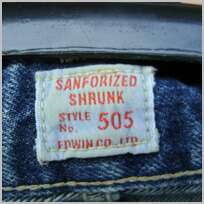 SANFORIZED
SHRUNK
STYLE
No. 505
EDWIN CO., LTD.